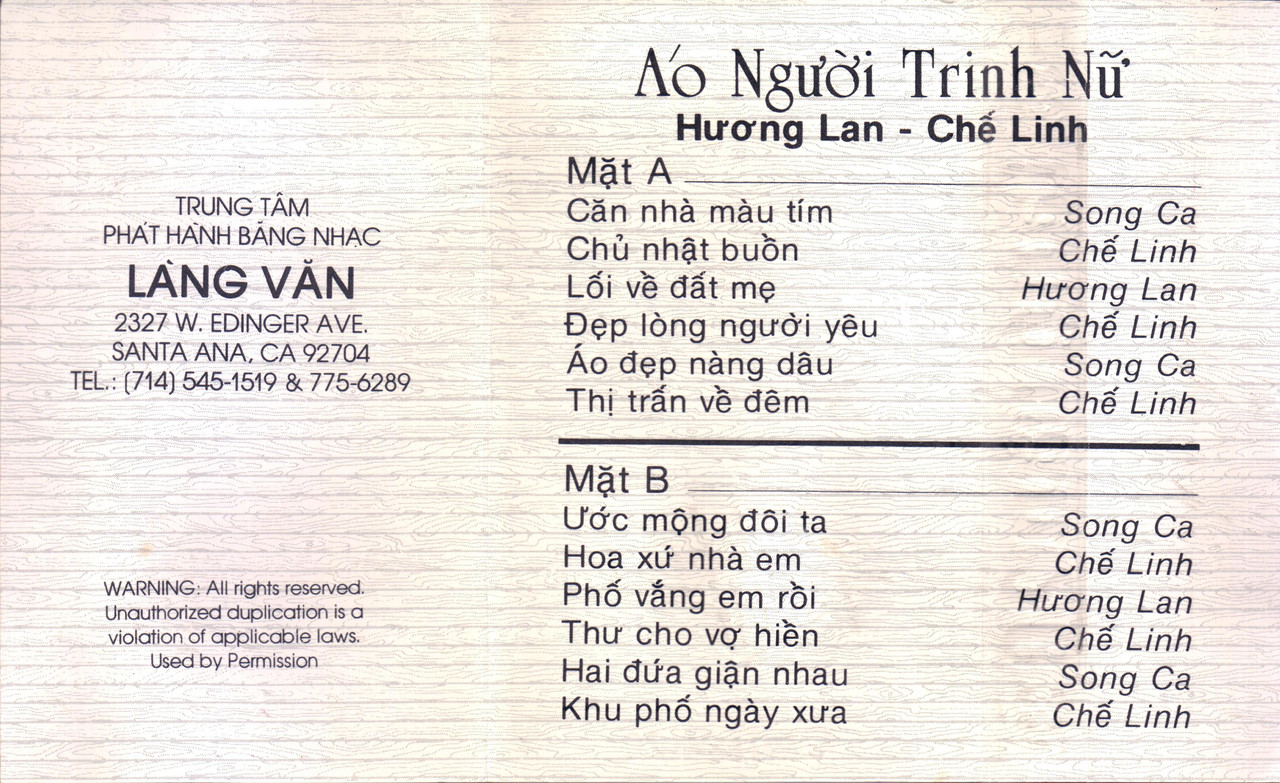 TRUNG TÂM
PHÁT HÀNH BĂNG NHẠC
LÀNG VĂN
2327 W. EDINGER AVE.
SANTA ANA, CA 92704
TEL.: (714) 545-1519 & 775-6289
WARNING: All rights reserved.
Unauthorized duplication is a
violation of applicable laws.
Used by Permission
Áo Người Trinh Nữ
Hương Lan - Chế Linh
Mặt A
Căn nhà màu tím Song Ca
Chủ nhật buồn Chế Linh
Lối về đất mẹ Hương Lan
Đẹp lòng người yêu Chế Linh
Áo đẹp nàng dâu Song Ca
Thị trấn về đêm Chế Linh
Mặt B
Ước mộng đôi ta Song Ca
Hoa xứ nhà em Chế Linh
Phố vắng em rồi Hương Lan
Thư cho vợ hiền Chế Linh
Hai đứa giận nhau Song Ca
Khu phố ngày xưa Chế Linh